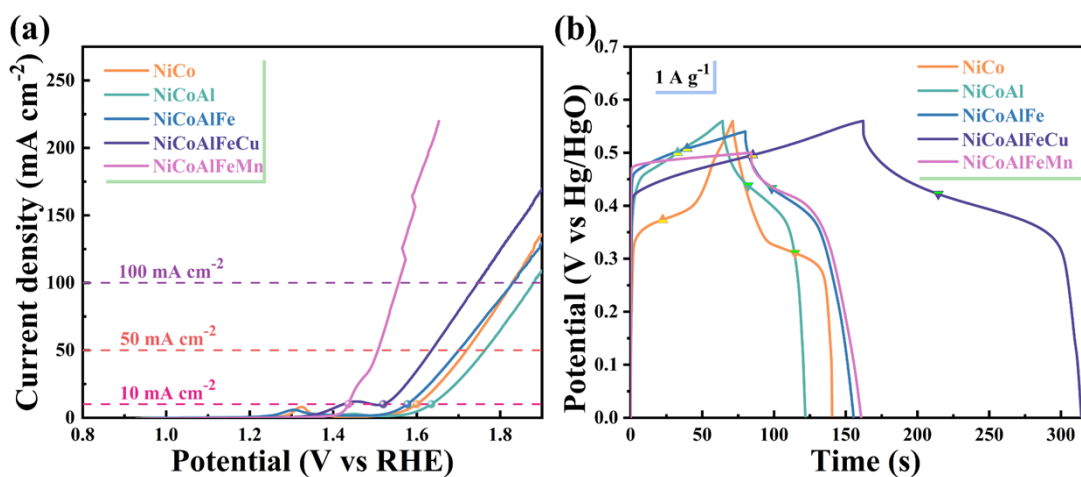 (a)
Current density (mA cm⁻²)
250
200
150
100
50
0
NiCo
NiCoAl
NiCoAlFe
NiCoAlFeCu
NiCoAlFeMn
100 mA cm⁻²
50 mA cm⁻²
10 mA cm⁻²
0.8 1.0 1.2 1.4 1.6 1.8
Potential (V vs RHE)
(b)
Potential (V vs Hg/HgO)
0.7
0.6
0.5
0.4
0.3
0.2
0.1
0.0
1 A g⁻¹
NiCo
NiCoAl
NiCoAlFe
NiCoAlFeCu
NiCoAlFeMn
0 50 100 150 200 250 300
Time (s)